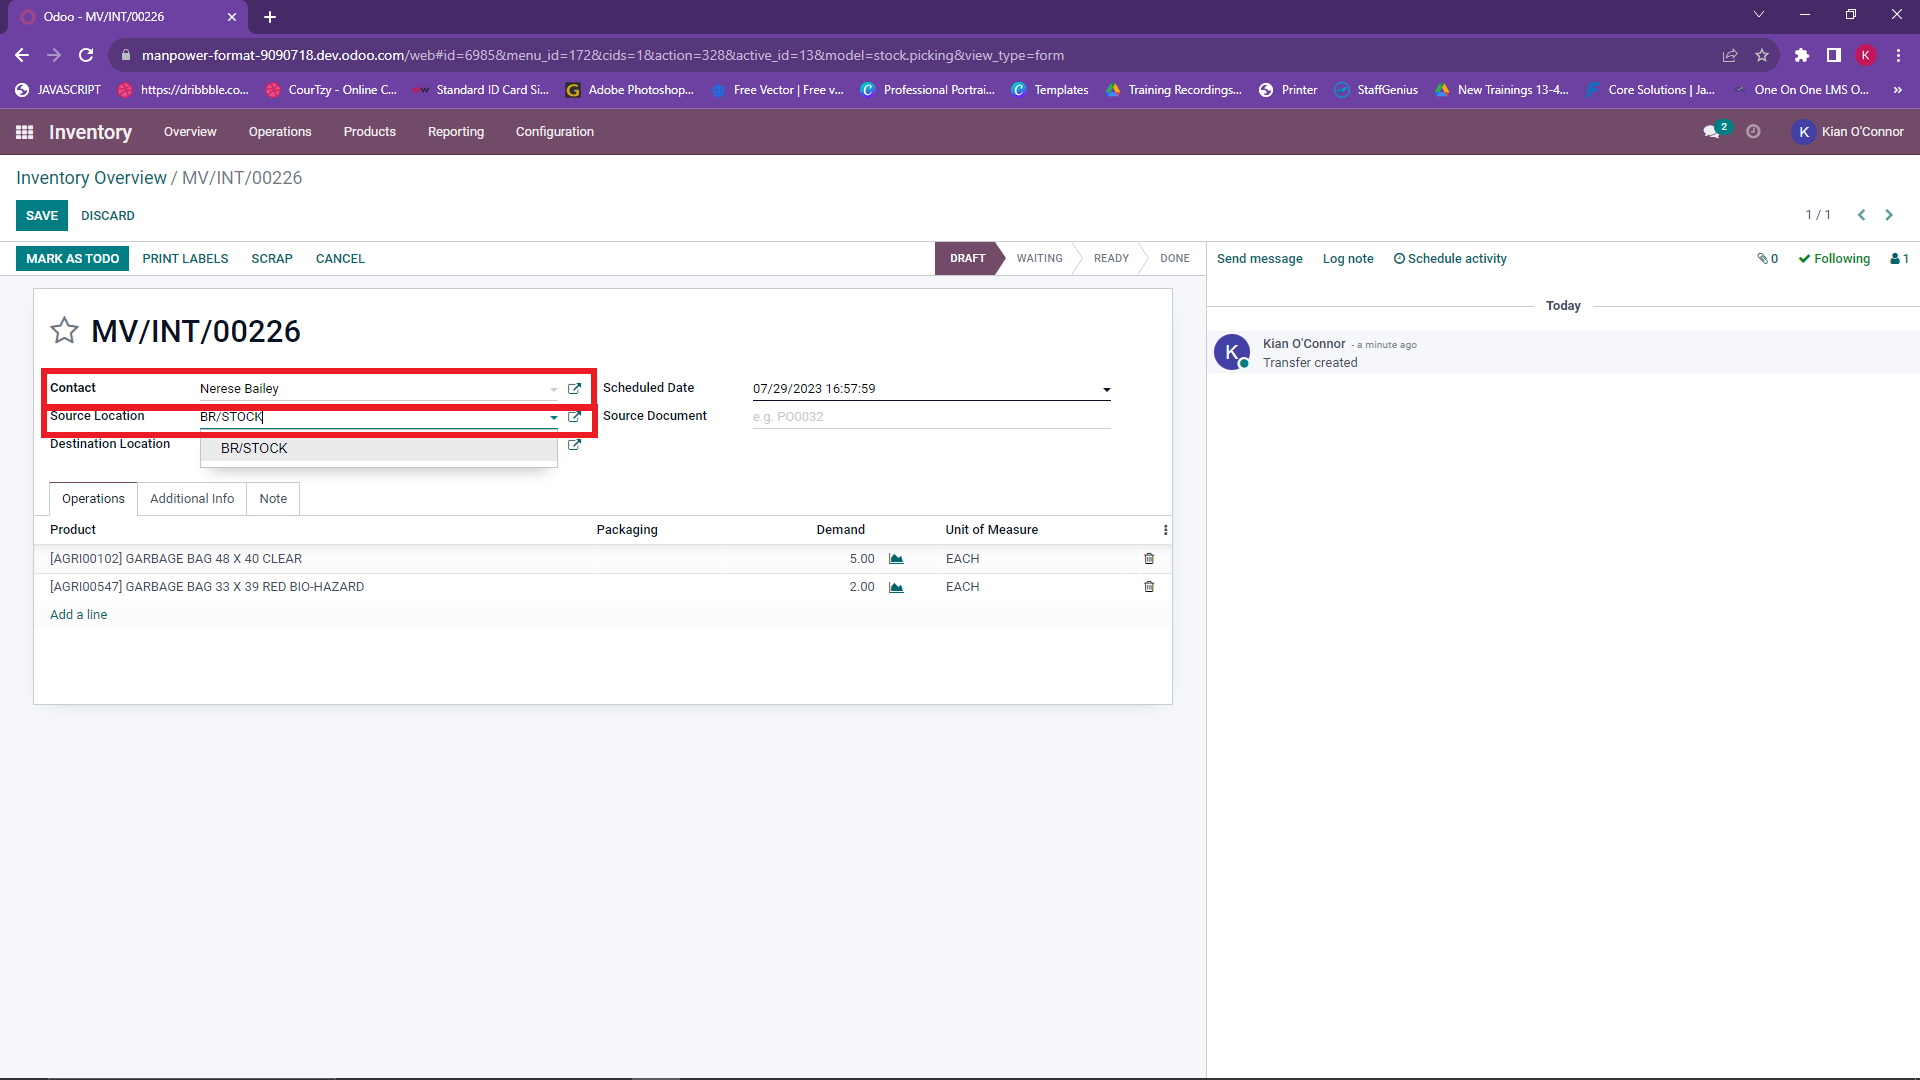 Odoo - MV/INT/00226
manpower-format-9090718.dev.odoo.com/web#id=6985&menu_id=172&cids=1&action=328&active_id=13&model=stock.picking&view_type=form
K
JAVASCRIPT https://dribbble.co... CourTzy - Online C... Standard ID Card Si... Adobe Photoshop... Free Vector | Free v... Professional Portrai... Templates Training Recordings... Printer StaffGenius New Trainings 13-4... Core Solutions | Ja... One On One LMS O... »
Inventory Overview Operations Products Reporting Configuration 2 K Kian O'Connor
Inventory Overview / MV/INT/00226
SAVE DISCARD 1 / 1
MARK AS TODO PRINT LABELS SCRAP CANCEL DRAFT WAITING READY DONE Send message Log note Schedule activity 0 Following 1
Today
MV/INT/00226
K Kian O'Connor - a minute ago
Transfer created
Contact Nerese Bailey Scheduled Date 07/29/2023 16:57:59
Source Location BR/STOCK Source Document e.g. PO0032
Destination Location
BR/STOCK
Operations Additional Info Note
Product Packaging Demand Unit of Measure
[AGRI00102] GARBAGE BAG 48 X 40 CLEAR 5.00 EACH
[AGRI00547] GARBAGE BAG 33 X 39 RED BIO-HAZARD 2.00 EACH
Add a line